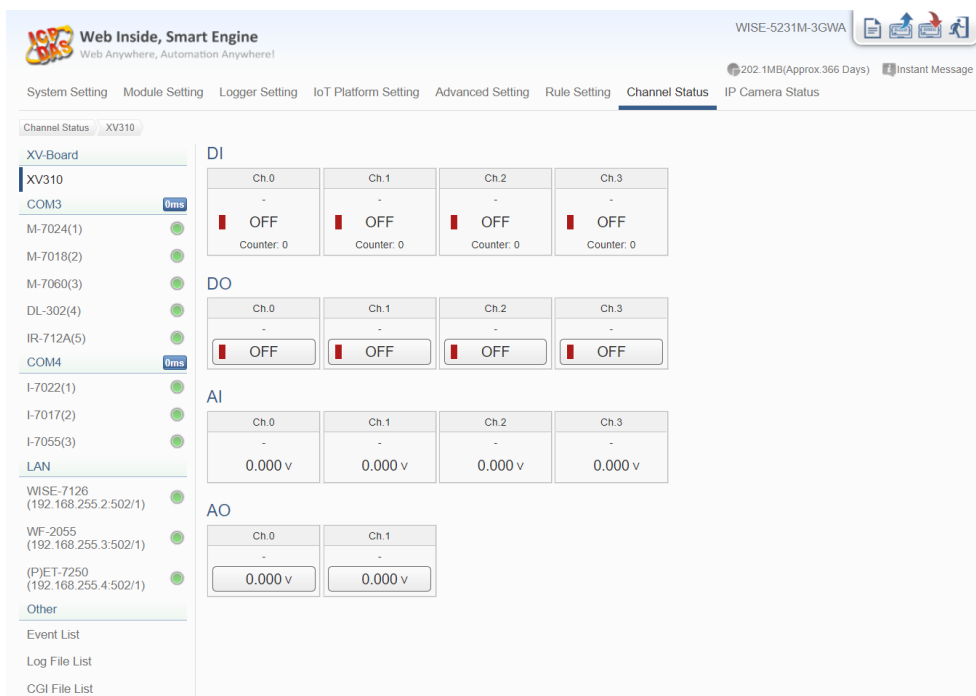 ICP DAS
Web Inside, Smart Engine
Web Anywhere, Automation Anywhere!
WISE-5231M-3GWA
202.1MB(Approx.366 Days) Instant Message
System Setting Module Setting Logger Setting IoT Platform Setting Advanced Setting Rule Setting Channel Status IP Camera Status
Channel Status XV310
XV-Board
XV310
COM3 0ms
M-7024(1)
M-7018(2)
M-7060(3)
DL-302(4)
IR-712A(5)
COM4 0ms
I-7022(1)
I-7017(2)
I-7055(3)
LAN
WISE-7126
(192.168.255.2:502/1)
WF-2055
(192.168.255.3:502/1)
(P)ET-7250
(192.168.255.4:502/1)
Other
Event List
Log File List
CGI File List
DI
Ch.0 Ch.1 Ch.2 Ch.3
- - - -
OFF OFF OFF OFF
Counter: 0 Counter: 0 Counter: 0 Counter: 0
DO
Ch.0 Ch.1 Ch.2 Ch.3
- - - -
OFF OFF OFF OFF
AI
Ch.0 Ch.1 Ch.2 Ch.3
- - - -
0.000 V 0.000 V 0.000 V 0.000 V
AO
Ch.0 Ch.1
- -
0.000 V 0.000 V